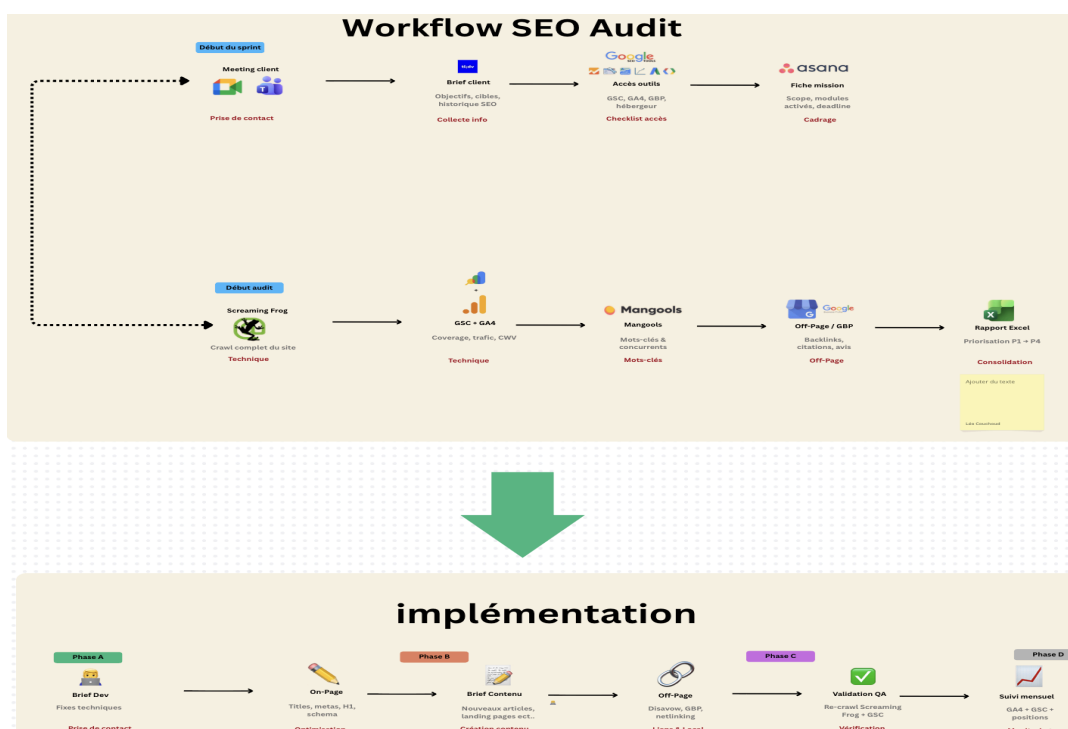 Workflow SEO Audit
Début du sprint
Meeting client
Prise de contact
Brief client
Objectifs, cibles,
historique SEO
Collecte info
Google
Accès outils
GSC, GA4, GBP,
hébergeur
Checklist accès
asana
Fiche mission
Scope, modules
activés, deadline
Cadrage
Début audit
Screaming Frog
Crawl complet du site
Technique
+
GSC + GA4
Coverage, trafic, CWV
Technique
Mangools
Mangools
Mots-clés &
concurrents
Mots-clés
Google
Off-Page / GBP
Backlinks,
citations, avis
Off-Page
Rapport Excel
Priorisation P1 → P4
Consolidation
Ajouter du texte
implémentation
Phase A
Brief Dev
Fixes techniques
Prise de contact
On-Page
Titles, metas, H1,
schema
Optimisation
Phase B
Brief Contenu
Nouveaux articles,
landing pages ect..
Création contenu
Off-Page
Disavow, GBP,
netlinking
Liens & Local
Phase C
Validation QA
Re-crawl Screaming
Frog + GSC
Vérification
Phase D
Suivi mensuel
GA4 + GSC +
positions